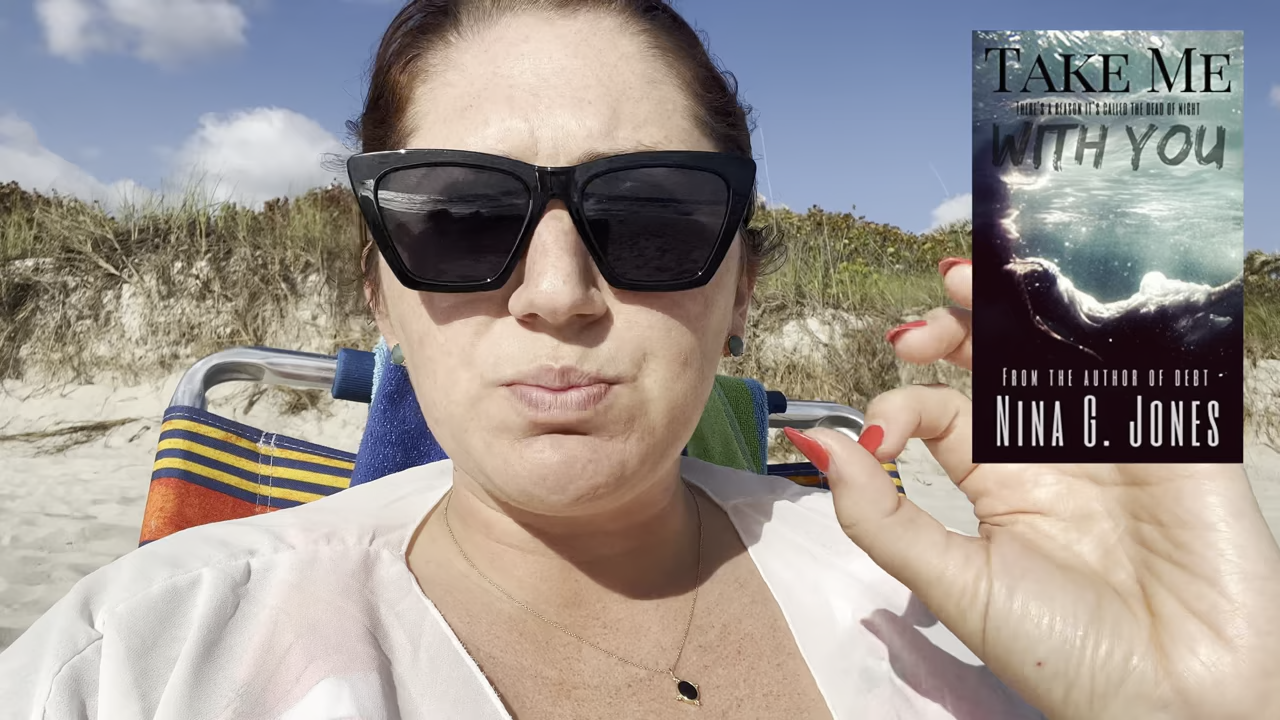 TAKE ME
THERE'S A REASON IT'S CALLED THE DEAD OF NIGHT
WITH YOU
FROM THE AUTHOR OF DEBT
NINA G. JONES